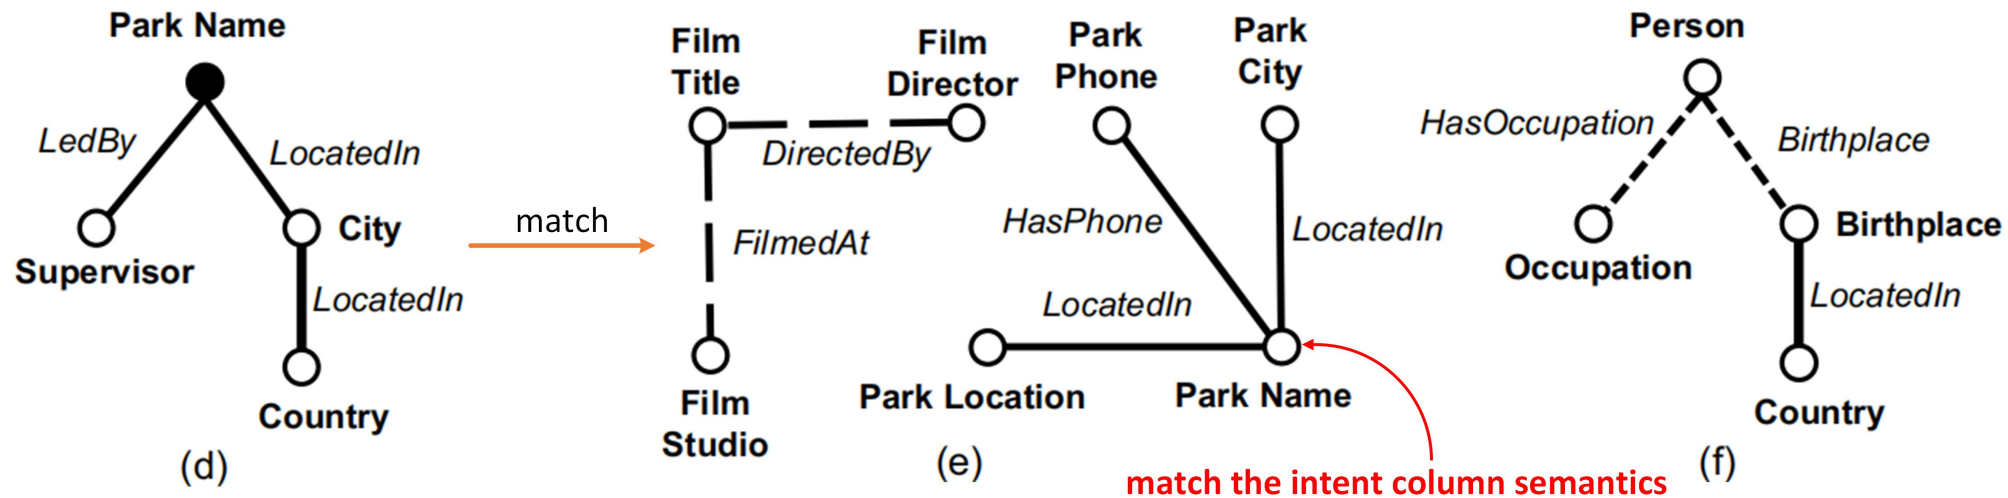 Park Name
LedBy
LocatedIn
Supervisor
City
LocatedIn
Country
(d)
match
Film
Title
Film
Director
DirectedBy
FilmedAt
Film
Studio
Park
Phone
Park
City
HasPhone
LocatedIn
LocatedIn
Park Location
Park Name
(e)
match the intent column semantics
Person
HasOccupation
Birthplace
Occupation
Birthplace
LocatedIn
Country
(f)